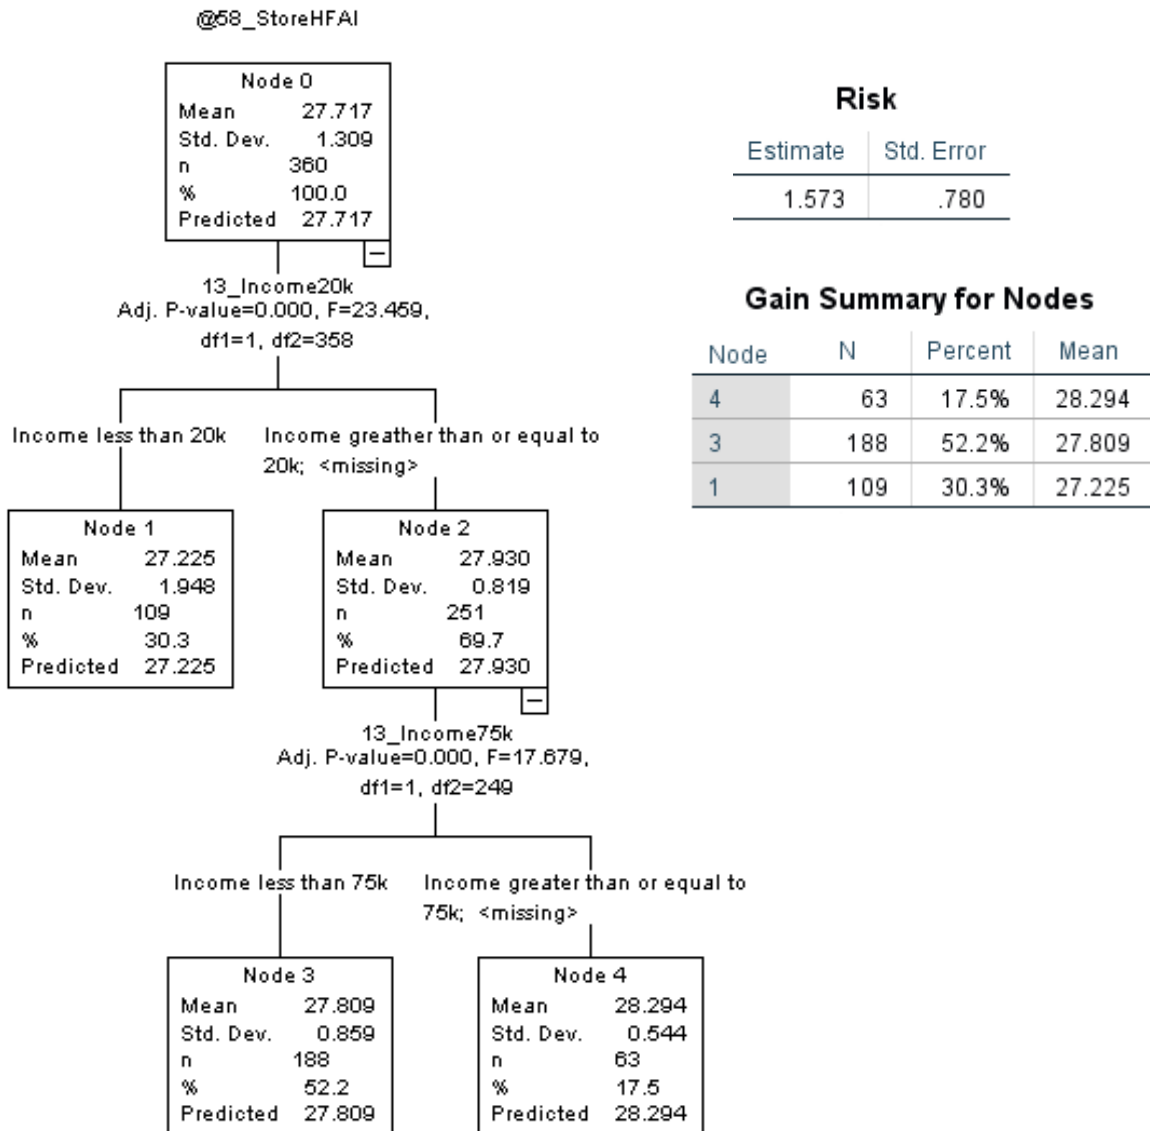 @58_StoreHFAI
Node 0
Mean 27.717
Std. Dev. 1.309
n 360
% 100.0
Predicted 27.717
13_Income20k
Adj. P-value=0.000, F=23.459,
df1=1, df2=358
Income less than 20k
Income greather than or equal to
20k; <missing>
Node 1
Mean 27.225
Std. Dev. 1.948
n 109
% 30.3
Predicted 27.225
Node 2
Mean 27.930
Std. Dev. 0.819
n 251
% 69.7
Predicted 27.930
13_Income75k
Adj. P-value=0.000, F=17.679,
df1=1, df2=249
Income less than 75k
Income greater than or equal to
75k; <missing>
Node 3
Mean 27.809
Std. Dev. 0.859
n 188
% 52.2
Predicted 27.809
Node 4
Mean 28.294
Std. Dev. 0.544
n 63
% 17.5
Predicted 28.294
Risk
Estimate Std. Error
1.573 .780
Gain Summary for Nodes
Node N Percent Mean
4 63 17.5% 28.294
3 188 52.2% 27.809
1 109 30.3% 27.225